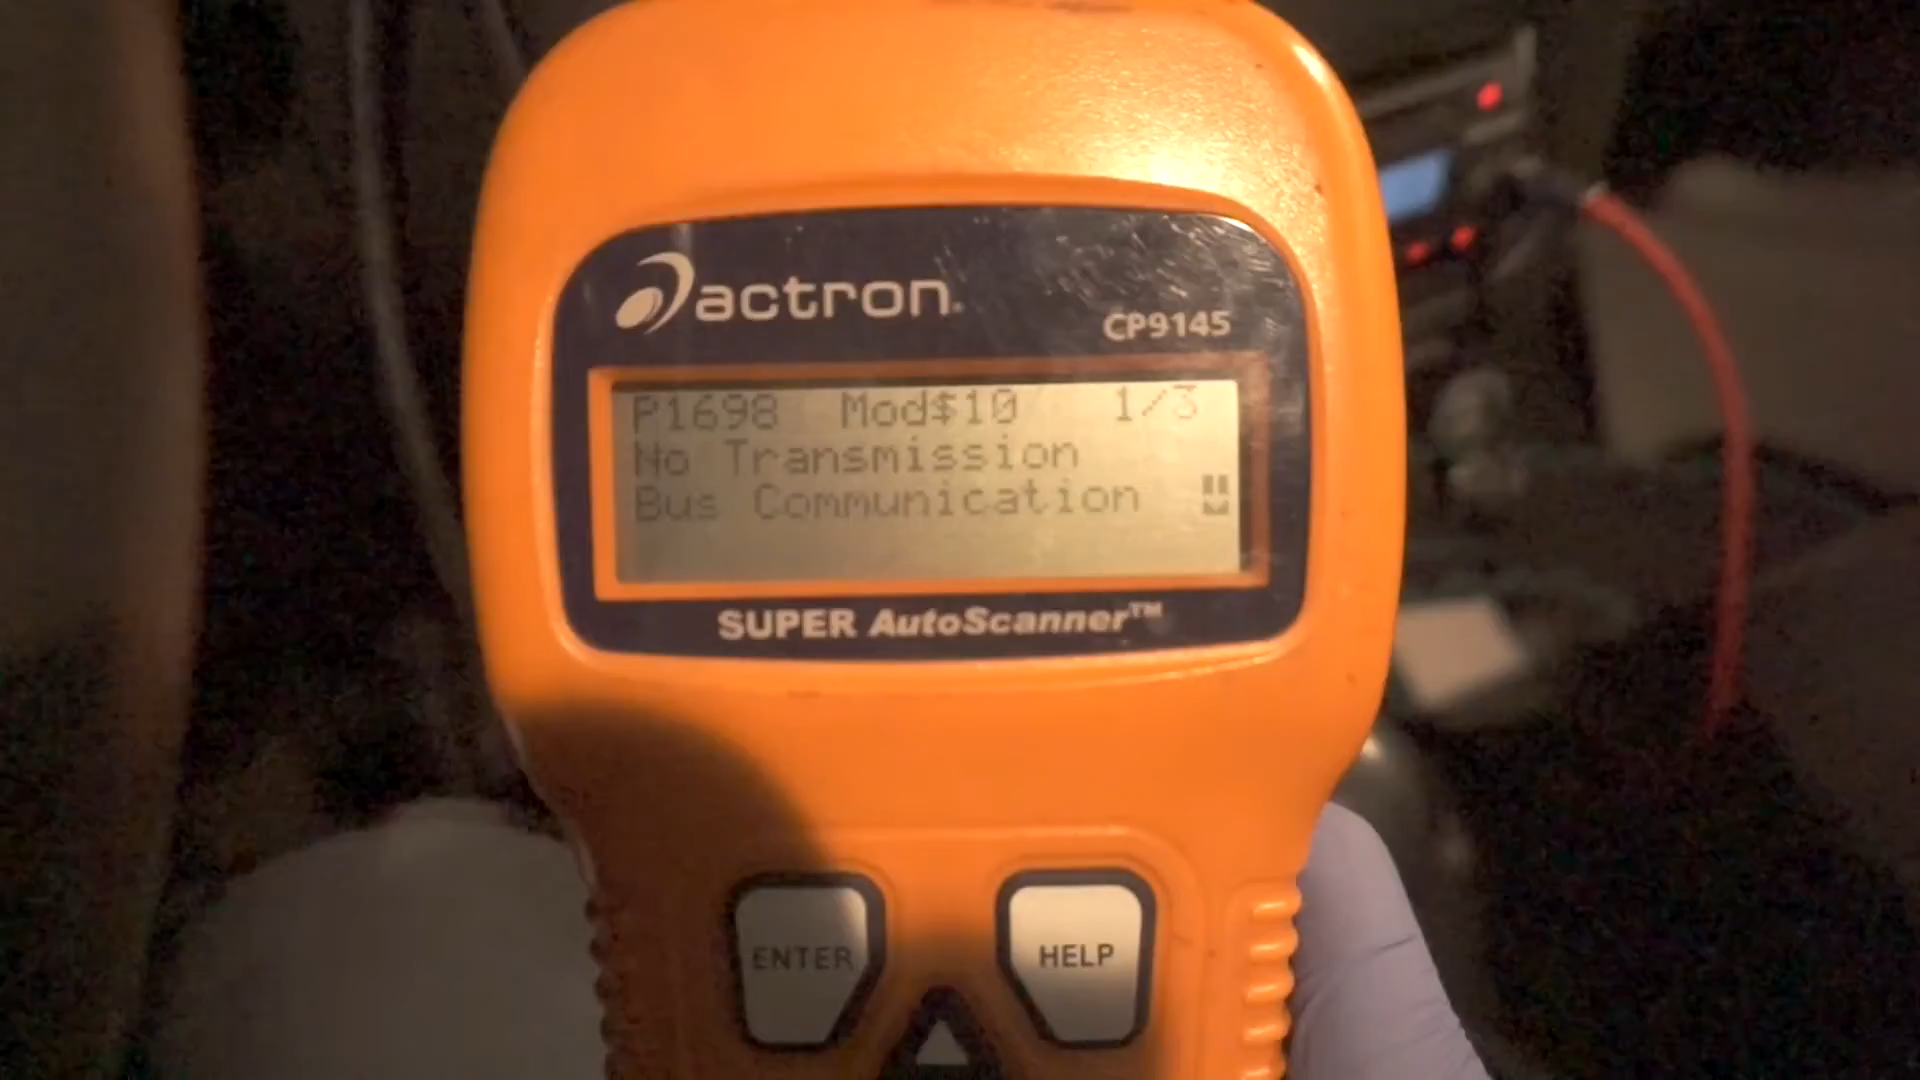 actron
CP9145
P1698 Mod$10 1/3
No Transmission
Bus Communication
SUPER AutoScanner™
ENTER
HELP